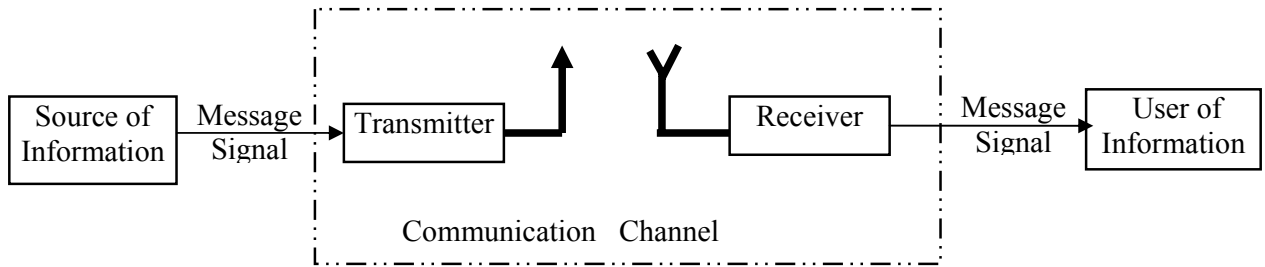 Source of
Information
Message
Signal
Transmitter
Receiver
Message
Signal
User of
Information
Communication Channel